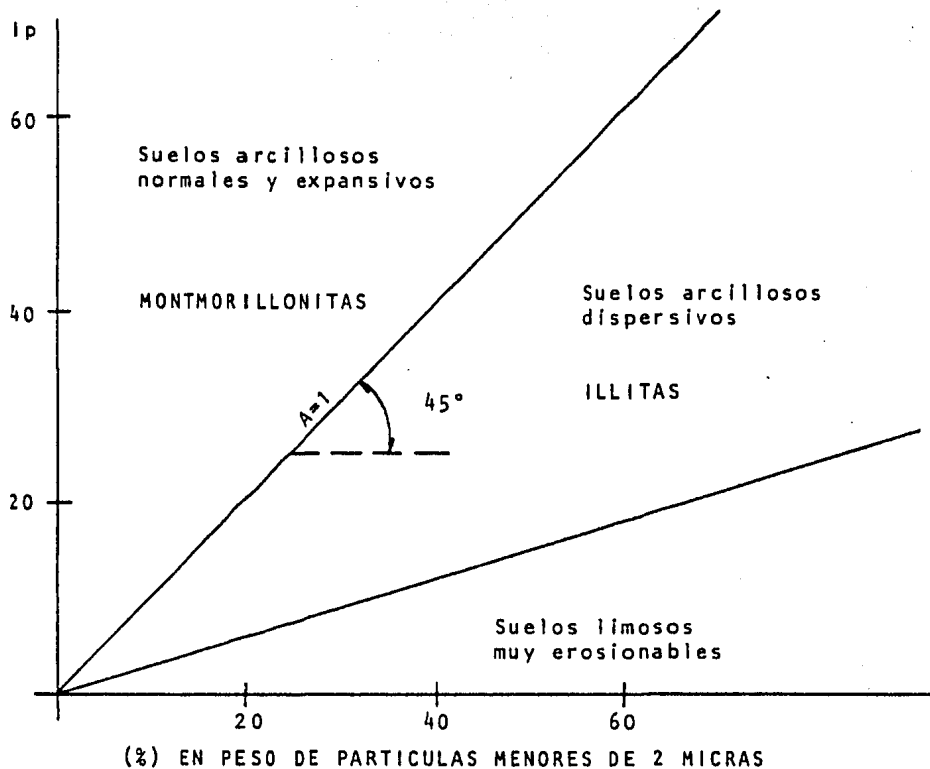 Ip
60
Suelos arcillosos
normales y expansivos
MONTMORILLONITAS
40
Suelos arcillosos
dispersivos
ILLITAS
A=1
45°
20
Suelos limosos
muy erosionables
20
40
60
(%) EN PESO DE PARTICULAS MENORES DE 2 MICRAS